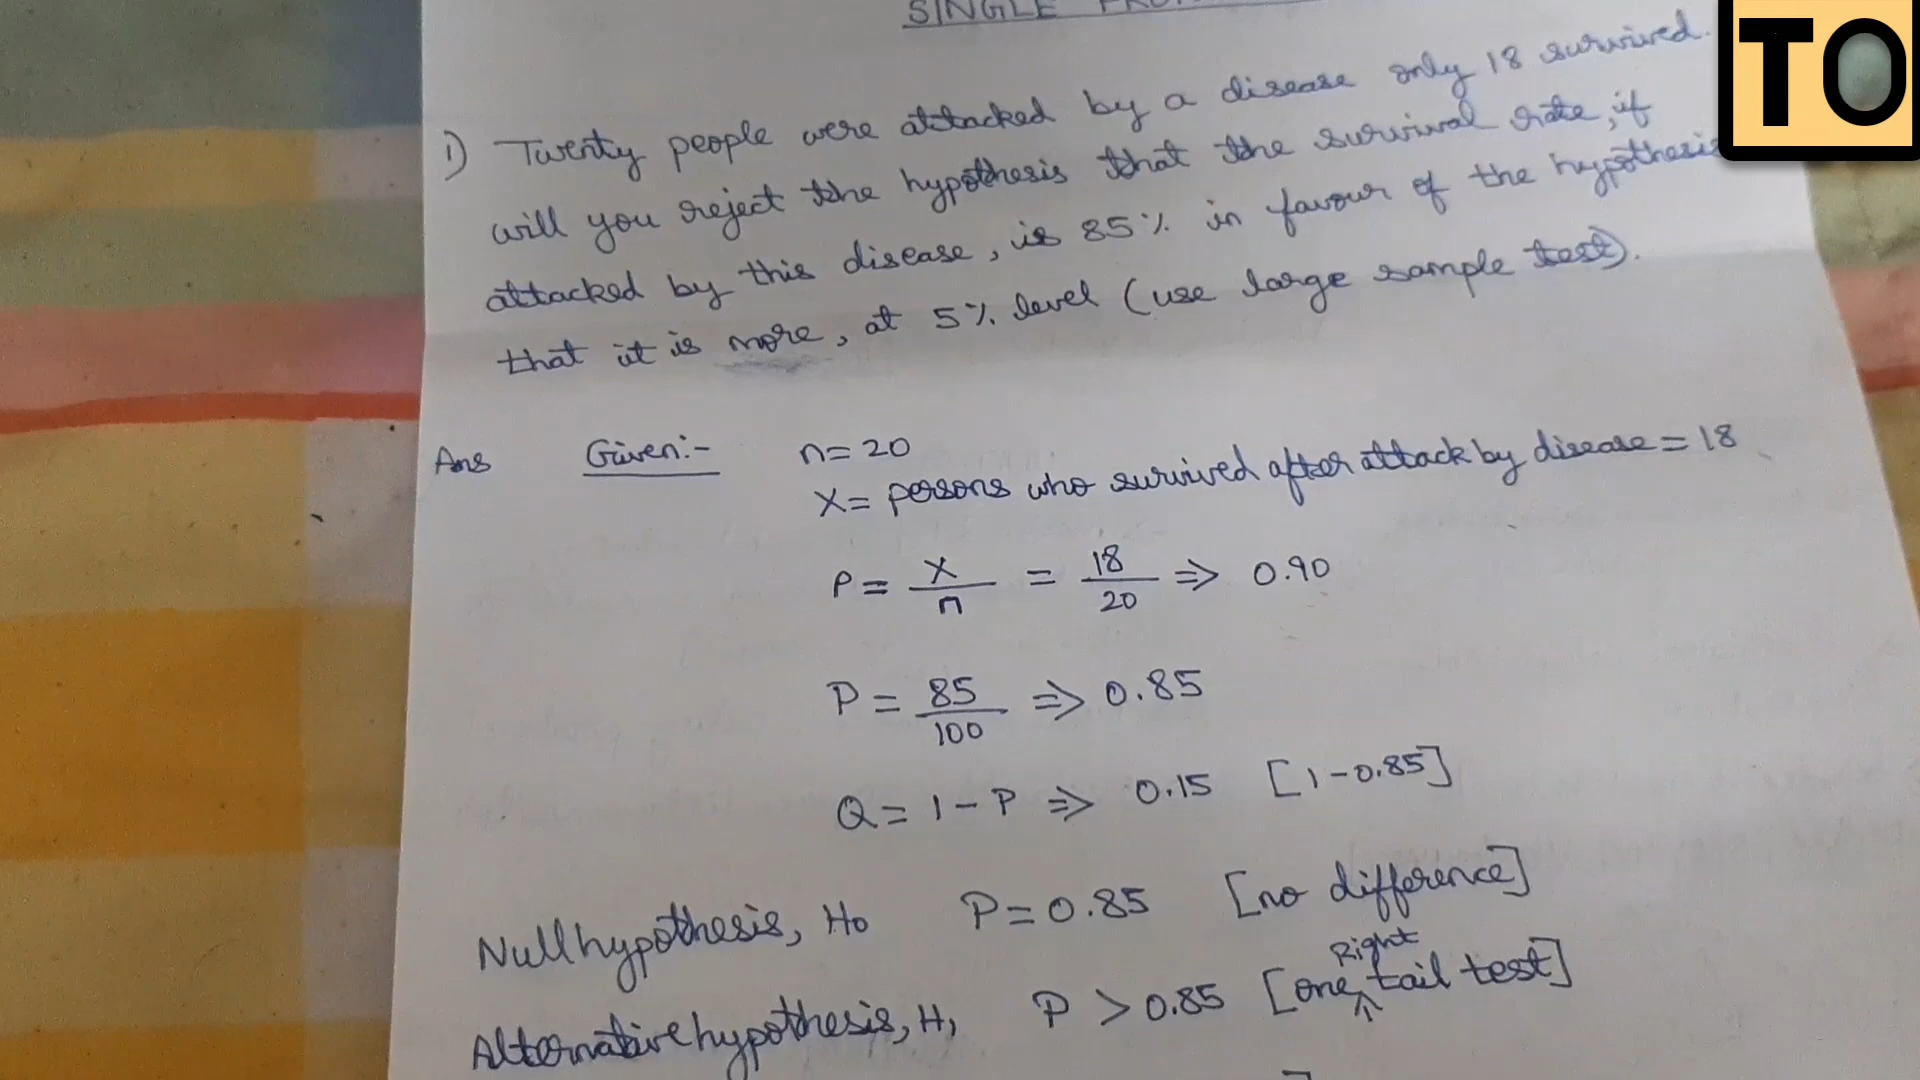 SINGLE
1) Twenty people were attacked by a disease only 18 survived.
will you reject the hypothesis that the survival rate, if
attacked by this disease, is 85% in favour of the hypothesis
that it is more, at 5% level (use large sample test).
Ans Given:- n = 20
X = persons who survived after attack by disease = 18
p = X/n = 18/20 ⇒ 0.90
P = 85/100 ⇒ 0.85
Q = 1 - P ⇒ 0.15 [1-0.85]
Null hypothesis, H0 P = 0.85 [no difference]
Right
Alternative hypothesis, H1 P > 0.85 [one ^ tail test]
TO